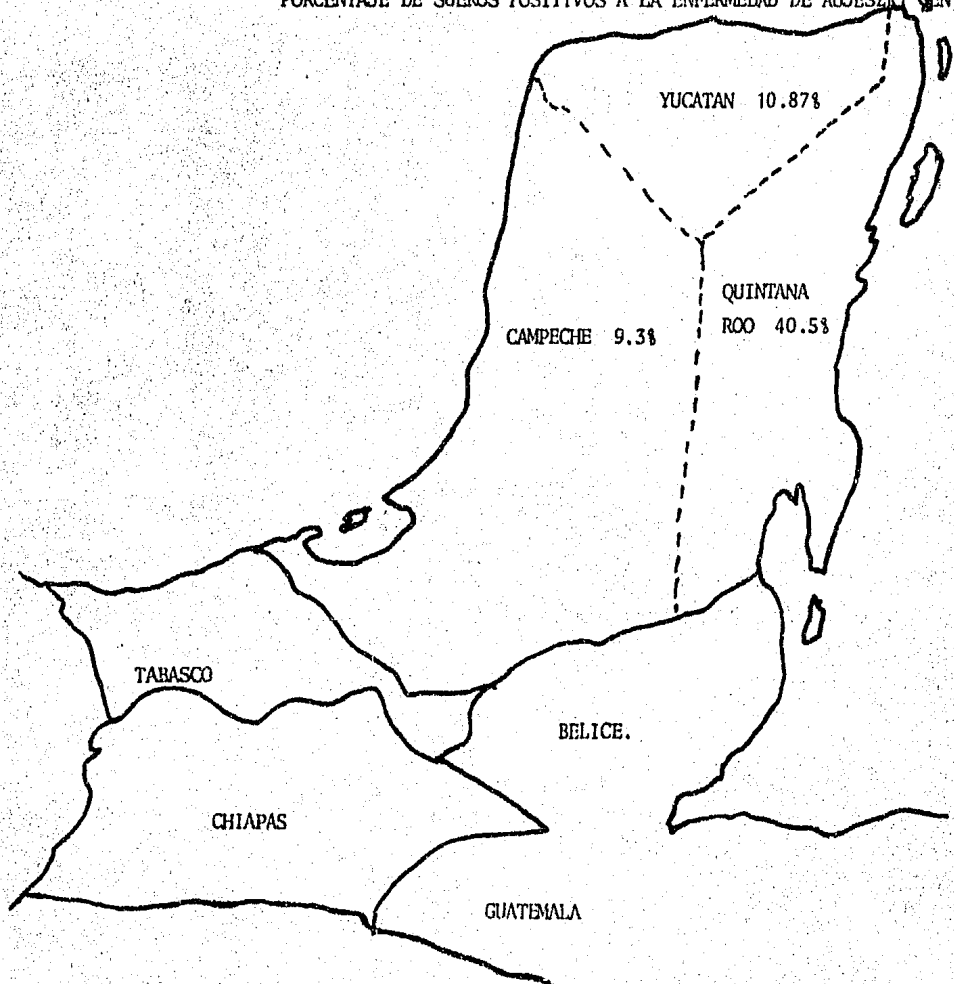 PORCENTAJE DE SUEROS POSITIVOS A LA ENFERMEDAD DE AUJESZKY EN
YUCATAN 10.87%
QUINTANA
ROO 40.5%
CAMPECHE 9.3%
TABASCO
BELICE.
CHIAPAS
GUATEMALA